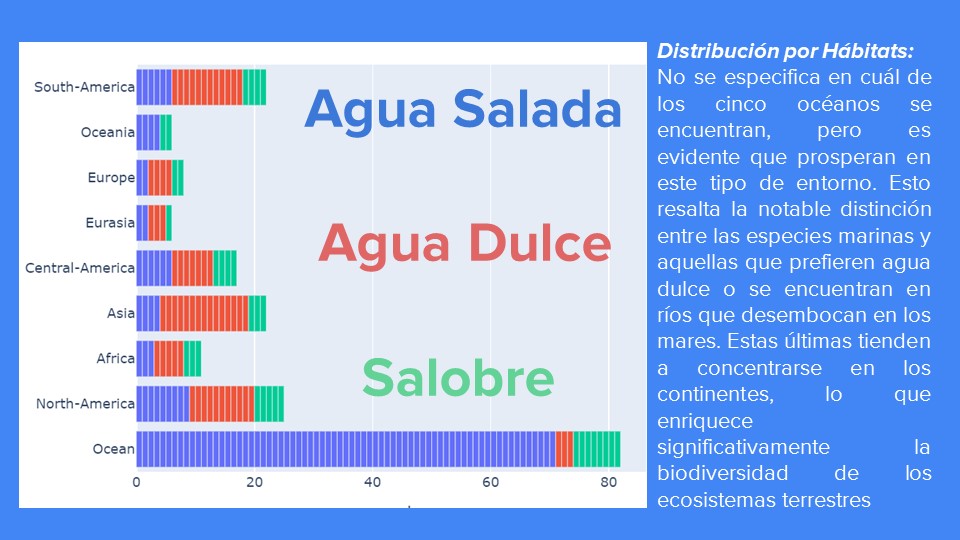 South-America
Oceania
Europe
Eurasia
Central-America
Asia
Africa
North-America
Ocean
0 20 40 60 80
Agua Salada
Agua Dulce
Salobre
Distribución por Hábitats:
No se especifica en cuál de
los cinco océanos se
encuentran, pero es
evidente que prosperan en
este tipo de entorno. Esto
resalta la notable distinción
entre las especies marinas y
aquellas que prefieren agua
dulce o se encuentran en
ríos que desembocan en los
mares. Estas últimas tienden
a concentrarse en los
continentes, lo que
enriquece
significativamente la
biodiversidad de los
ecosistemas terrestres